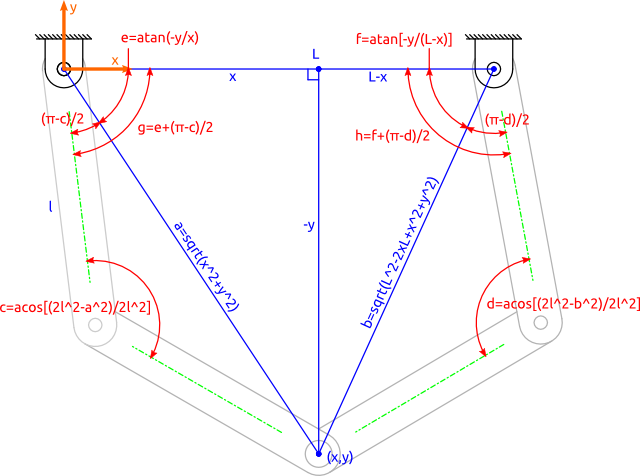 y
e=atan(-y/x)
L
f=atan[-y/(L-x)]
x
x
L-x
(π-c)/2
g=e+(π-c)/2
h=f+(π-d)/2
(π-d)/2
l
-y
a=sqrt(x^2+y^2)
b=sqrt(L^2-2xL+x^2+y^2)
c=acos[(2l^2-a^2)/2l^2]
d=acos[(2l^2-b^2)/2l^2]
(x,y)